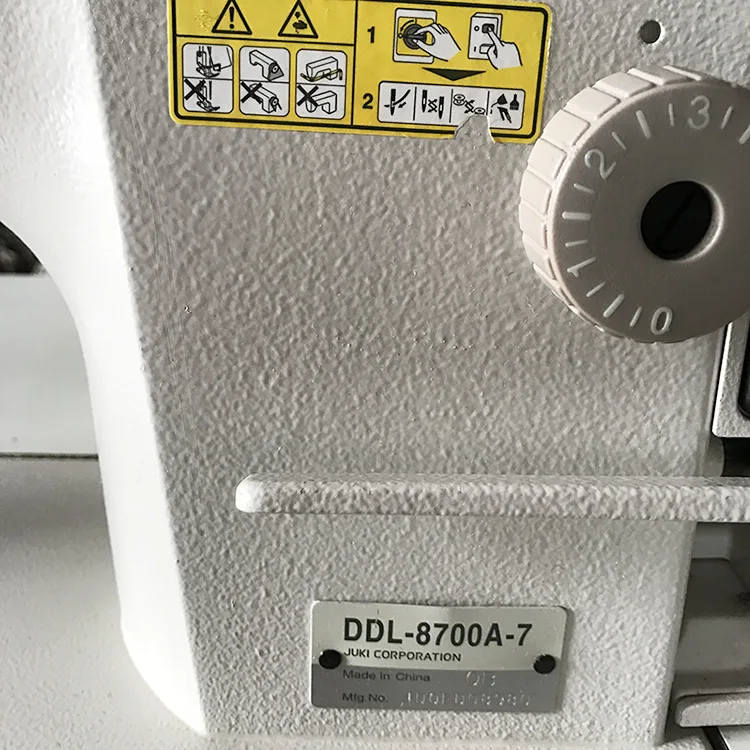 1
2
3
2
1
0
DDL-8700A-7
JUKI CORPORATION
Made in China
Mfg.No.